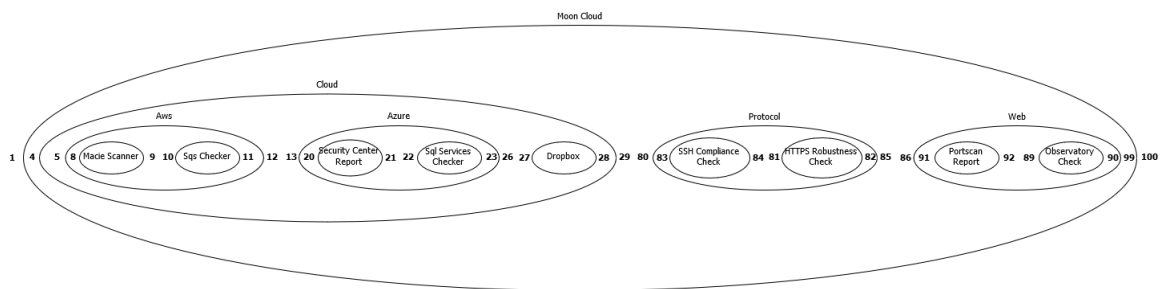 Moon Cloud
Cloud
Aws
Azure
Protocol
Web
1 4 5 8 Macie Scanner 9 10 Sqs Checker 11 12 13 20 Security Center 21 22 Sql Services 23 26 27 Dropbox 28 29 80 83 SSH Compliance 84 81 HTTPS Robustness 82 85 86 91 Portscan 92 89 Observatory 90 99 100
Report Checker Check Check Report Check